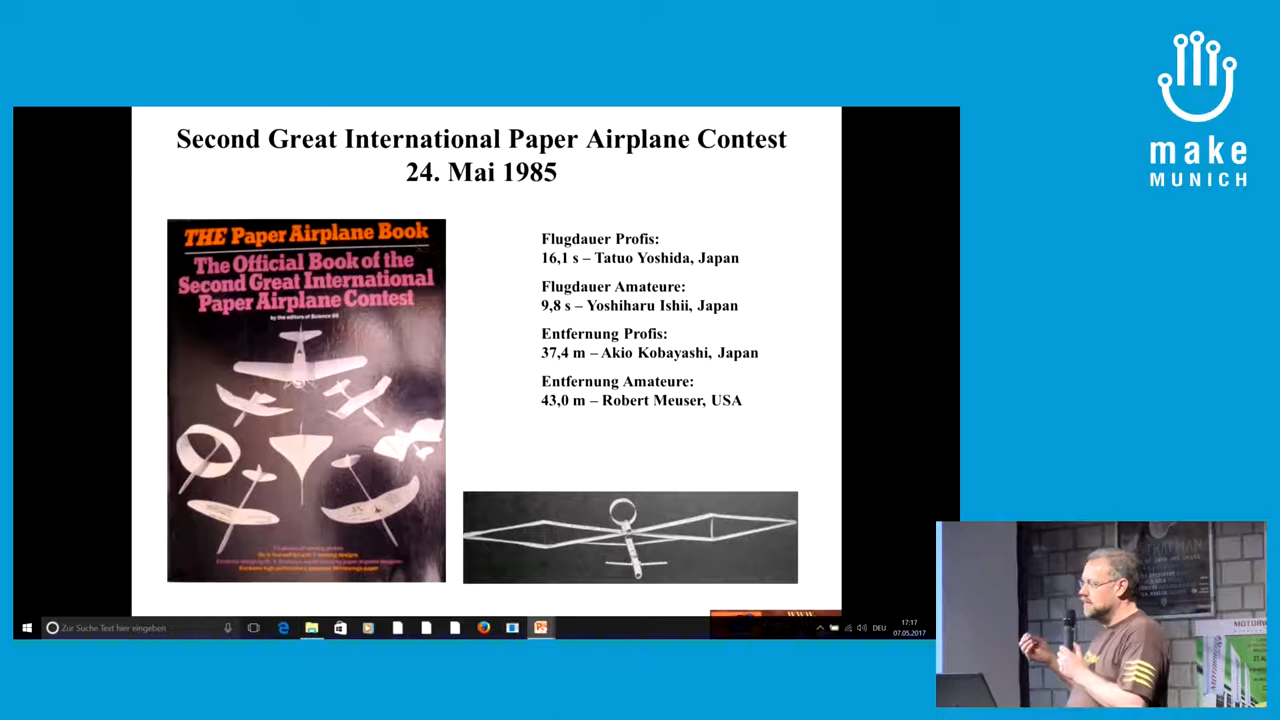 Second Great International Paper Airplane Contest
24. Mai 1985
THE Paper Airplane Book
The Official Book of the
Second Great International
Paper Airplane Contest
by the editors of Science 85
Flugdauer Profis:
16,1 s – Tatuo Yoshida, Japan
Flugdauer Amateure:
9,8 s – Yoshiharu Ishii, Japan
Entfernung Profis:
37,4 m – Akio Kobayashi, Japan
Entfernung Amateure:
43,0 m – Robert Meuser, USA
www.
Zur Suche Text hier eingeben
DEU
17:17
07.05.2017
make
MUNICH
MOTORW